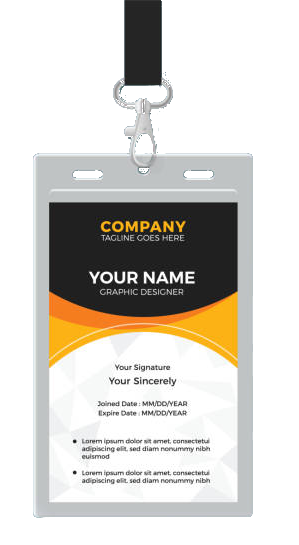 COMPANY
TAGLINE GOES HERE
YOUR NAME
GRAPHIC DESIGNER
Your Signature
Your Sincerely
Joined Date : MM/DD/YEAR
Expire Date : MM/DD/YEAR
Lorem ipsum dolor sit amet, consectetui
adipiscing elit, sed diam nonummy nibh
euismod
Lorem ipsum dolor sit amet, consectetui
adipiscing elit, sed diam nonummy nibh